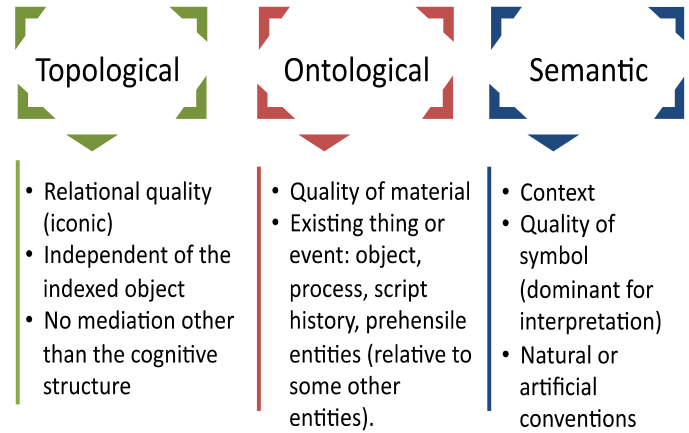 Topological
• Relational quality
(iconic)
• Independent of the
indexed object
• No mediation other
than the cognitive
structure
Ontological
• Quality of material
• Existing thing or
event: object,
process, script
history, prehensile
entities (relative to
some other
entities).
Semantic
• Context
• Quality of
symbol
(dominant for
interpretation)
• Natural or
artificial
conventions